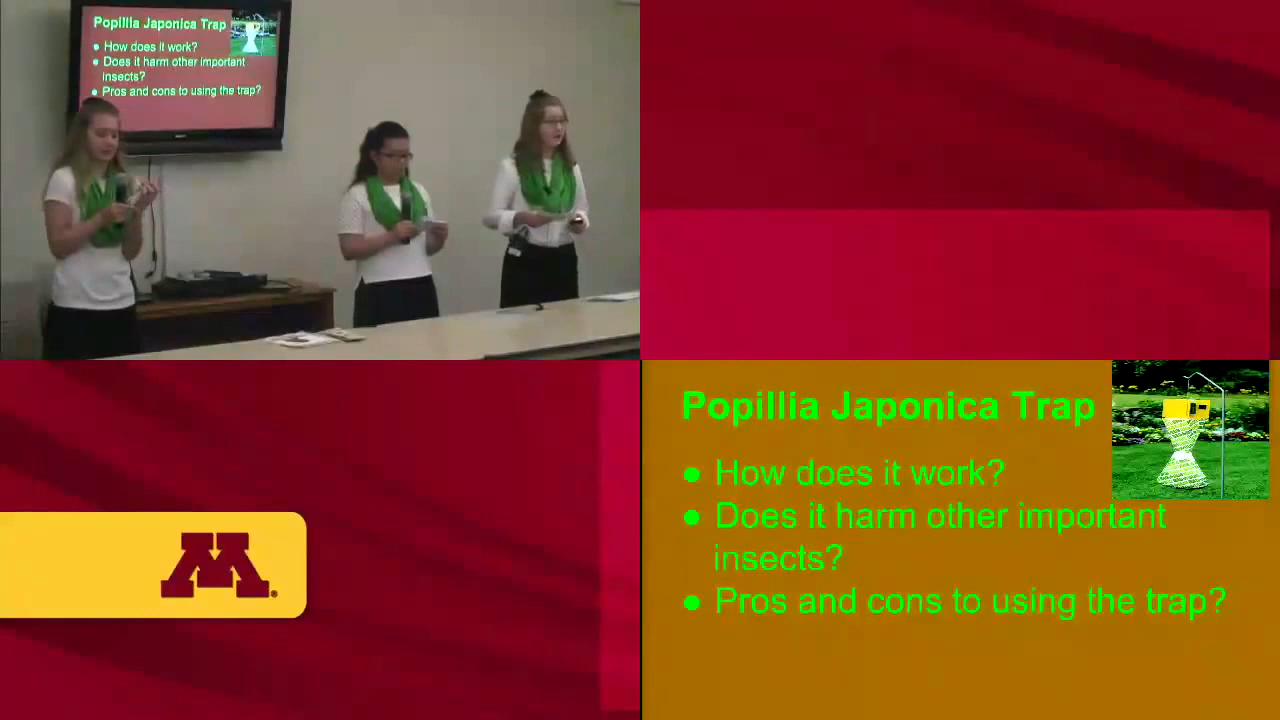 Popillia Japonica Trap
● How does it work?
● Does it harm other important
insects?
● Pros and cons to using the trap?
M
Popillia Japonica Trap
● How does it work?
● Does it harm other important
insects?
● Pros and cons to using the trap?